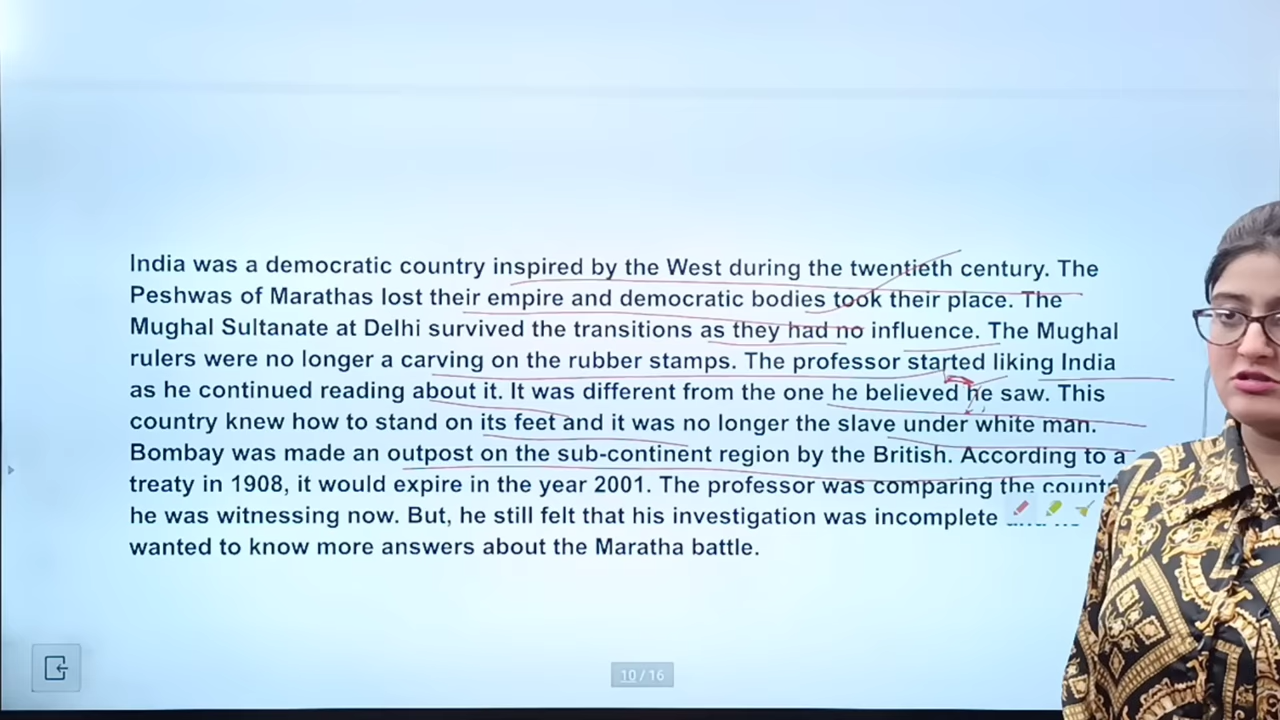 India was a democratic country inspired by the West during the twentieth century. The
Peshwas of Marathas lost their empire and democratic bodies took their place. The
Mughal Sultanate at Delhi survived the transitions as they had no influence. The Mughal
rulers were no longer a carving on the rubber stamps. The professor started liking India
as he continued reading about it. It was different from the one he believed he saw. This
country knew how to stand on its feet and it was no longer the slave under white man.
Bombay was made an outpost on the sub-continent region by the British. According to a
treaty in 1908, it would expire in the year 2001. The professor was comparing the
he was witnessing now. But, he still felt that his investigation was incomplete
wanted to know more answers about the Maratha battle.
10 / 16